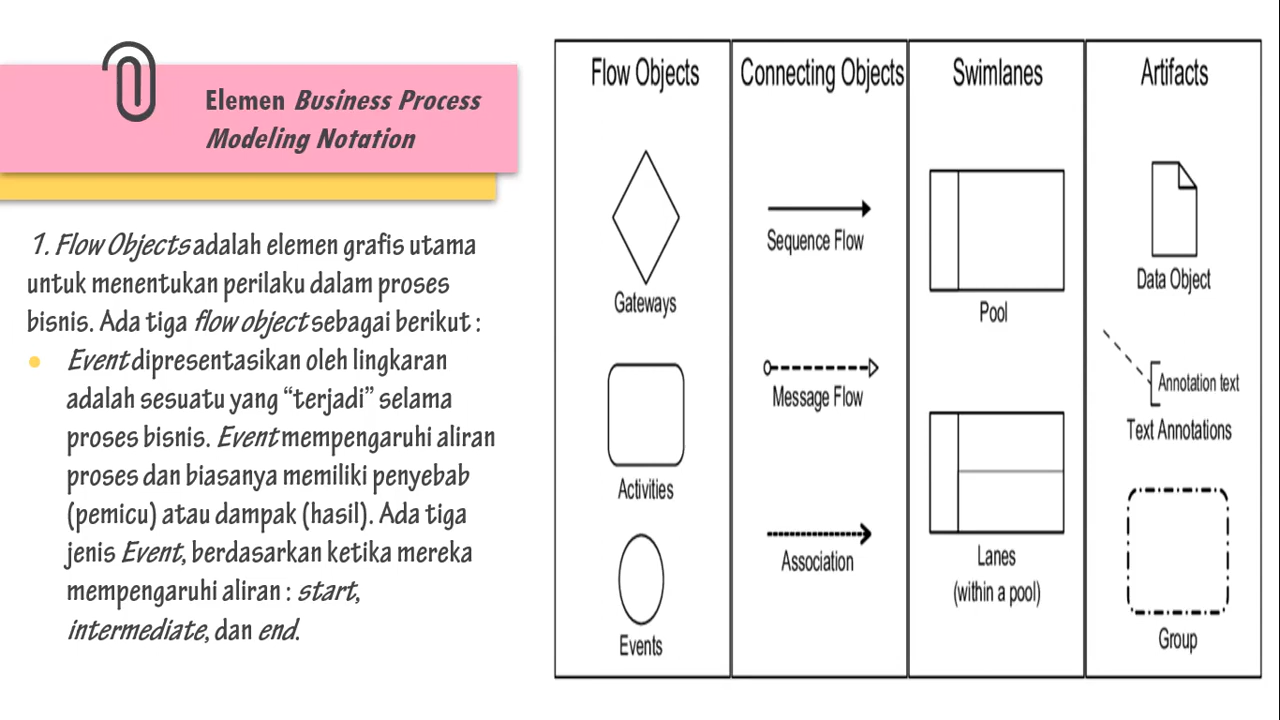 Elemen Business Process
Modeling Notation
1. Flow Objects adalah elemen grafis utama
untuk menentukan perilaku dalam proses
bisnis. Ada tiga flow object sebagai berikut :
Event dipresentasikan oleh lingkaran
adalah sesuatu yang “terjadi” selama
proses bisnis. Event mempengaruhi aliran
proses dan biasanya memiliki penyebab
(pemicu) atau dampak (hasil). Ada tiga
jenis Event, berdasarkan ketika mereka
mempengaruhi aliran : start,
intermediate, dan end.
Flow Objects
Gateways
Activities
Events
Connecting Objects
Sequence Flow
Message Flow
Association
Swimlanes
Pool
Lanes
(within a pool)
Artifacts
Data Object
Annotation text
Text Annotations
Group